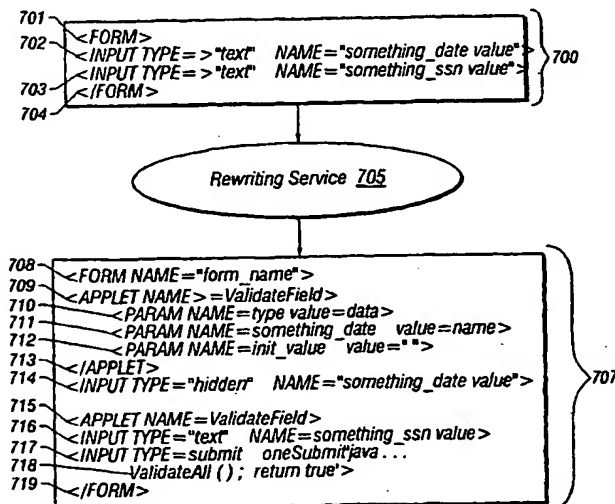 701 <FORM>
702 <INPUT TYPE=>"text" NAME="something_date value">
703 <INPUT TYPE=>"text" NAME="something_ssn value">
704 </FORM>
700
Rewriting Service 705
708 <FORM NAME="form_name">
709 <APPLET NAME>=ValidateField>
710 <PARAM NAME=type value=data>
711 <PARAM NAME=something_date value=name>
712 <PARAM NAME=init_value value="">
713 </APPLET>
714 <INPUT TYPE="hidden" NAME="something_date value">
707
715 <APPLET NAME=ValidateField>
716 <INPUT TYPE="text" NAME=something_ssn value>
717 <INPUT TYPE=submit oneSubmit'java...
718 ValidateAll (); return true'>
719 </FORM>